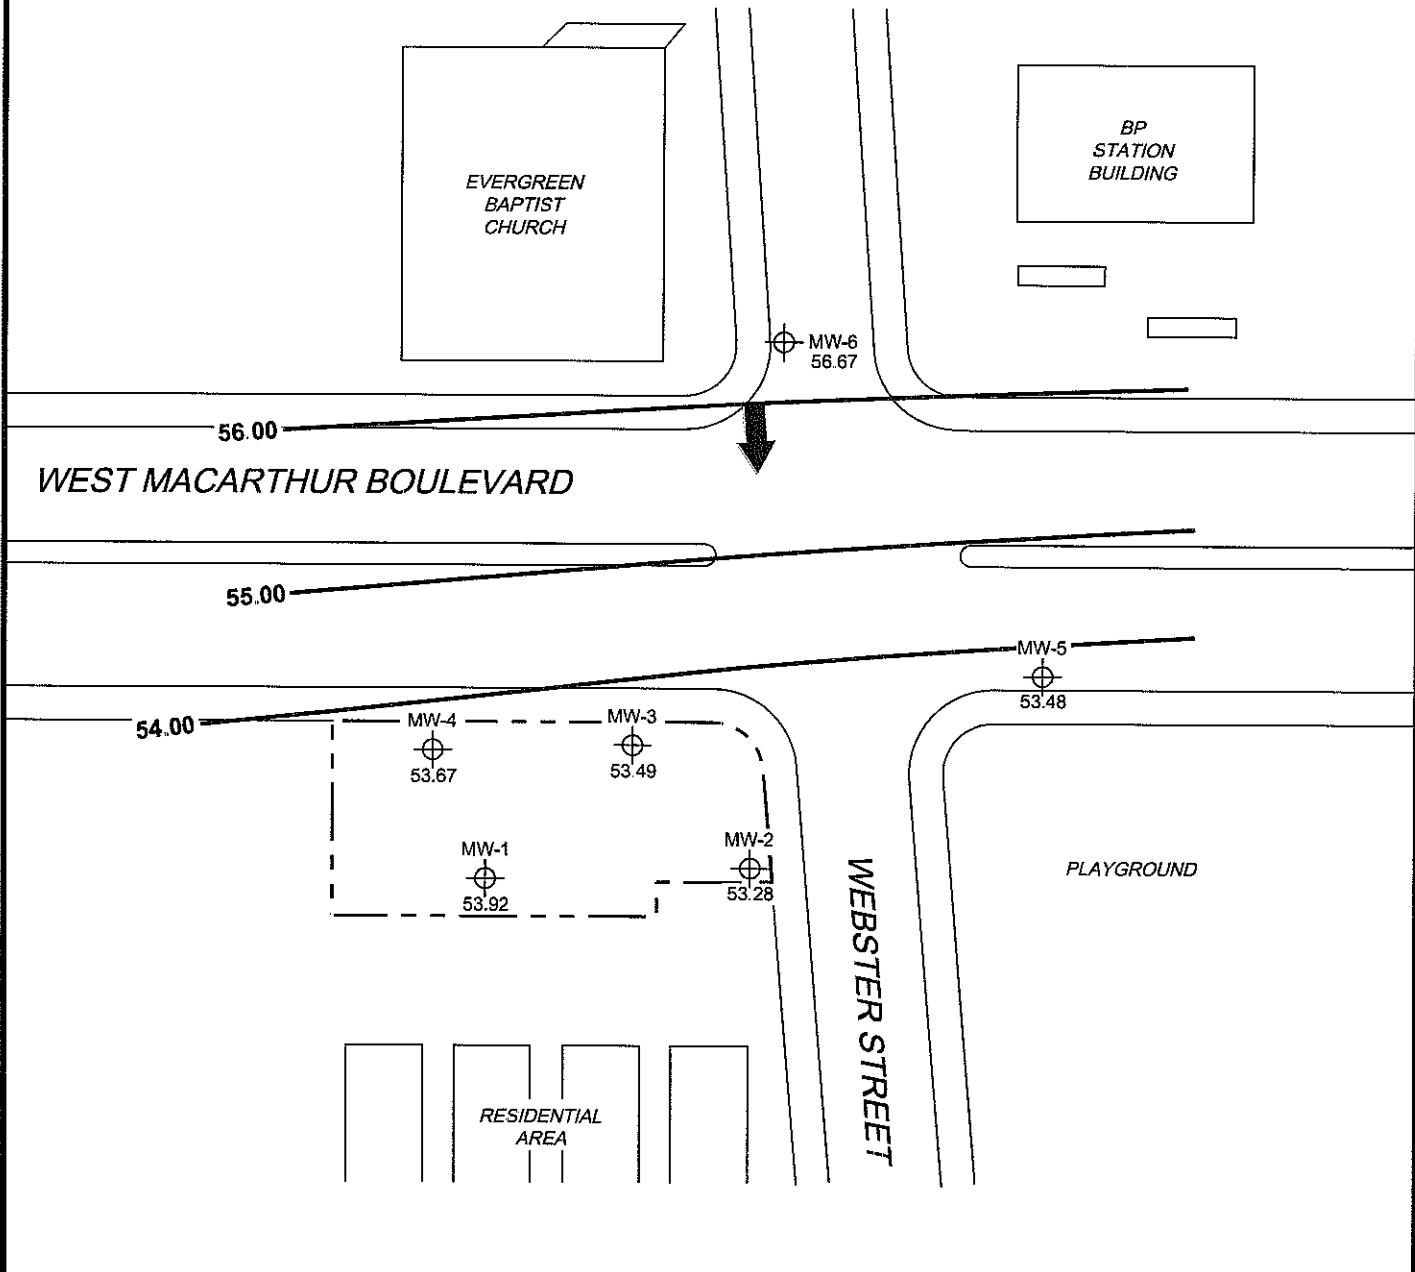 EVERGREEN
BAPTIST
CHURCH
BP
STATION
BUILDING
MW-6
56.67
56.00
WEST MACARTHUR BOULEVARD
55.00
54.00
MW-5
53.48
MW-4
53.67
MW-3
53.49
MW-1
53.92
MW-2
53.28
WEBSTER STREET
PLAYGROUND
RESIDENTIAL
AREA